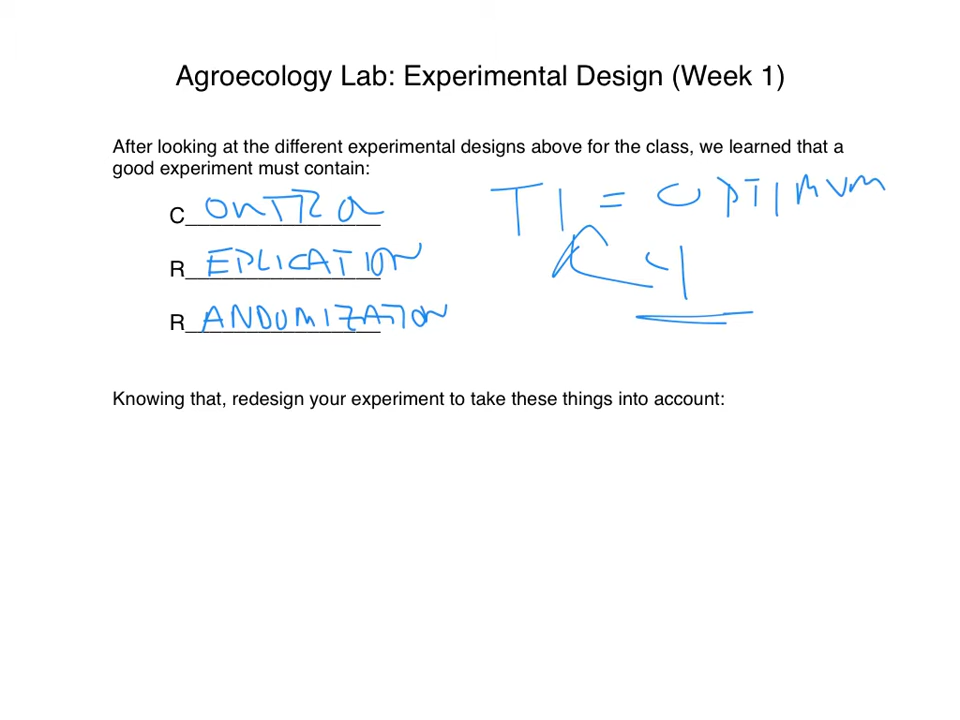 Agroecology Lab: Experimental Design (Week 1)
After looking at the different experimental designs above for the class, we learned that a
good experiment must contain:
CONTRO
T1 = OPTIMUM
REPLICATION
RANDOMIZATION
Knowing that, redesign your experiment to take these things into account: